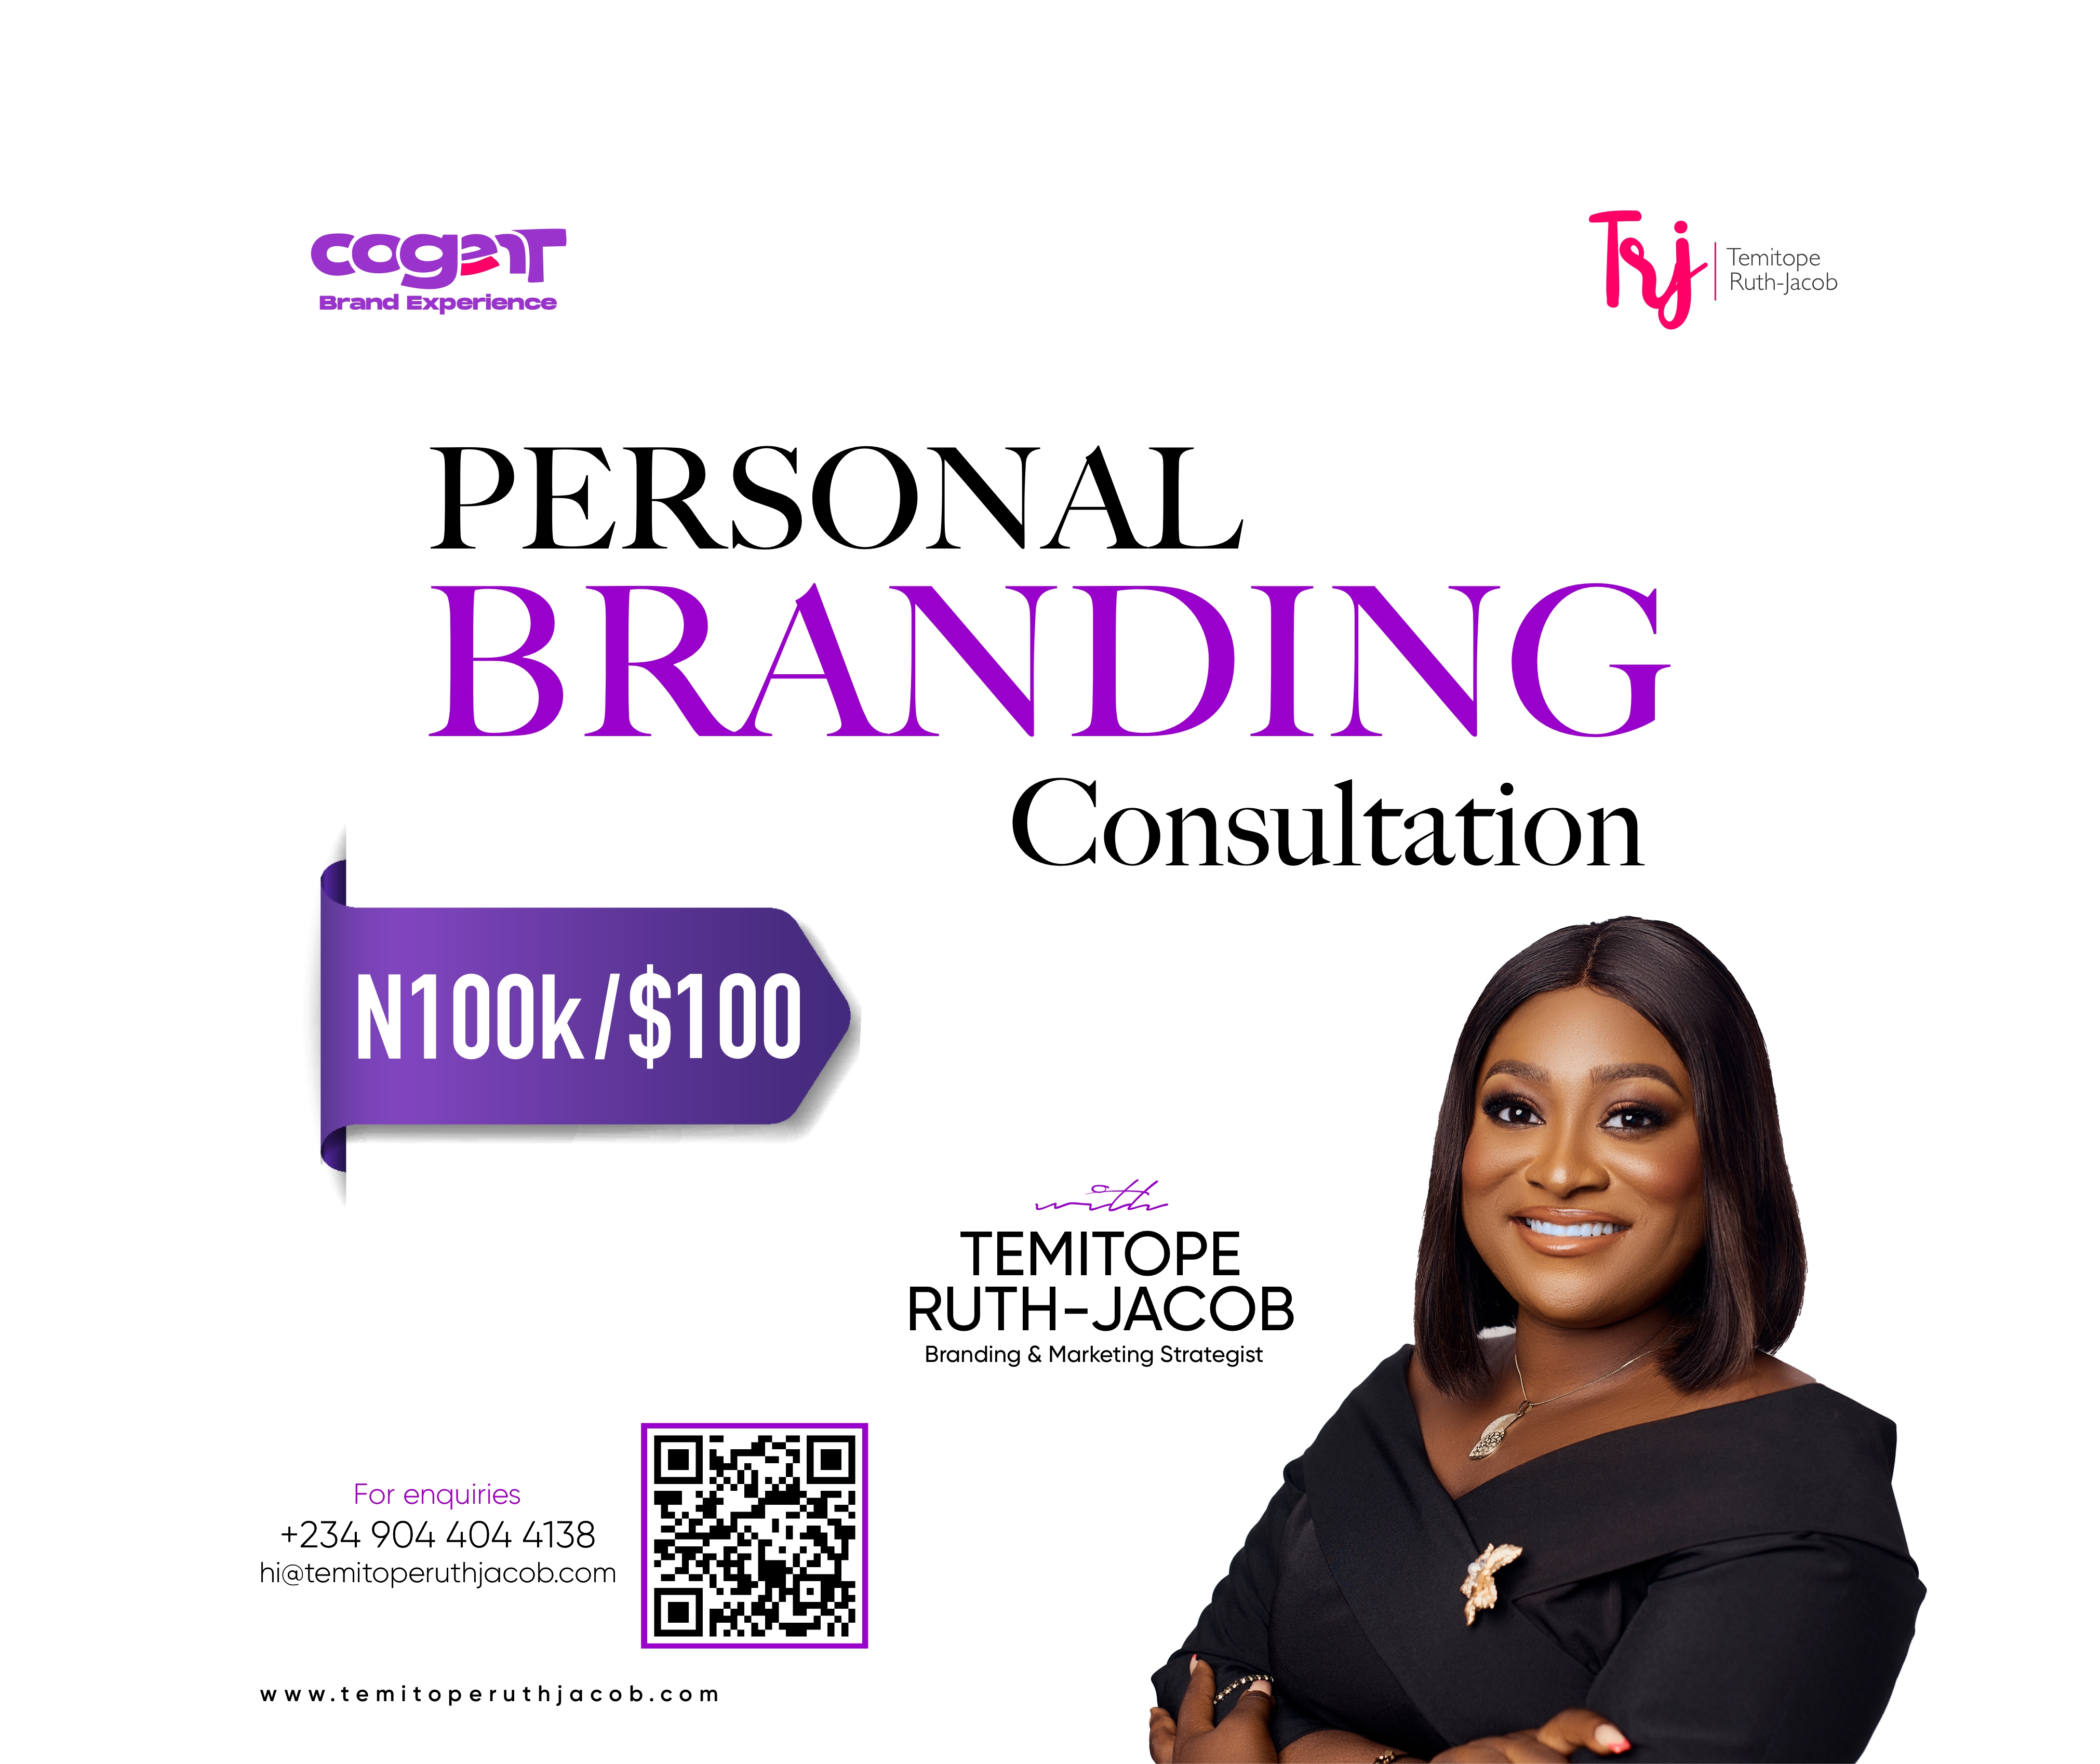 cogent
Brand Experience
Trj
Temitope
Ruth-Jacob
PERSONAL
BRANDING
Consultation
N100k/$100
with
TEMITOPE
RUTH-JACOB
Branding & Marketing Strategist
For enquiries
+234 904 404 4138
hi@temitoperuthjacob.com
www.temitoperuthjacob.com